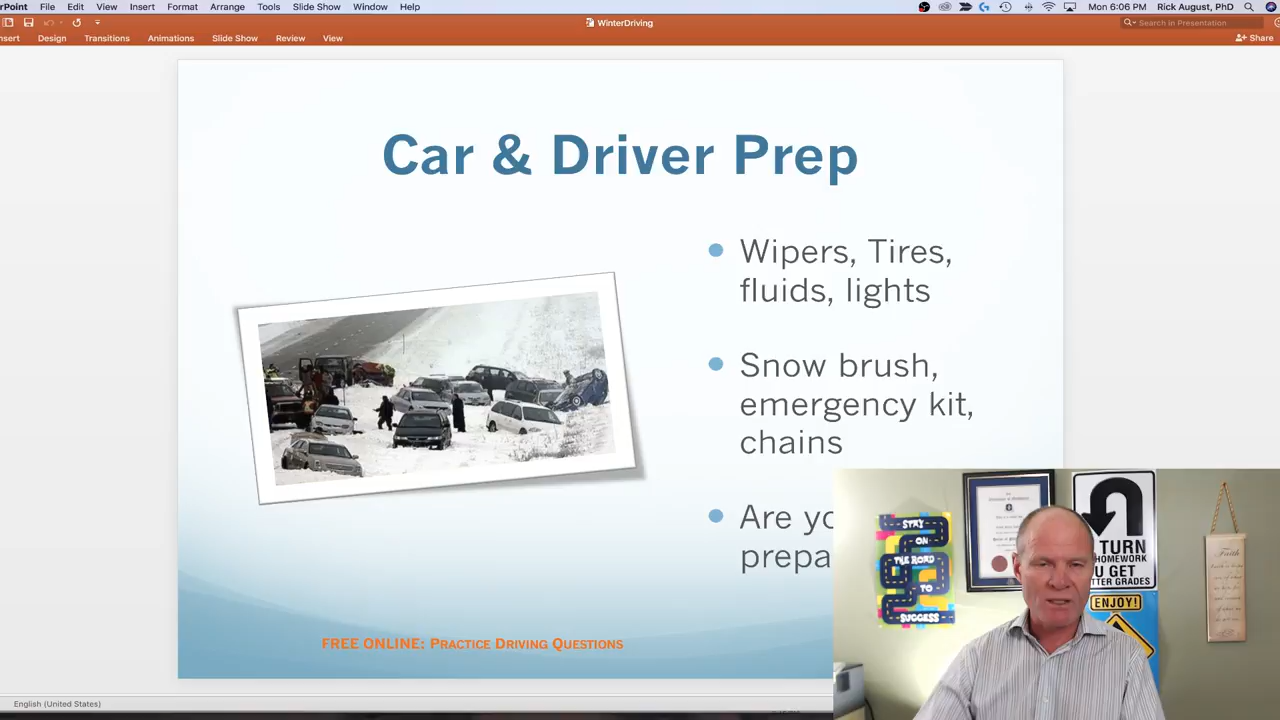 rPoint File Edit View Insert Format Arrange Tools Slide Show Window Help Mon 6:06 PM Rick August, PhD
WinterDriving
Search in Presentation
nsert Design Transitions Animations Slide Show Review View
Share
Car & Driver Prep
Wipers, Tires,
fluids, lights
Snow brush,
emergency kit,
chains
Are yo
prepa
FREE ONLINE: PRACTICE DRIVING QUESTIONS
STAY
ON
THE ROAD
TO
SUCCESS
TURN
HOMEWORK
U GET
TTER GRADES
ENJOY!
Faith
English (United States)